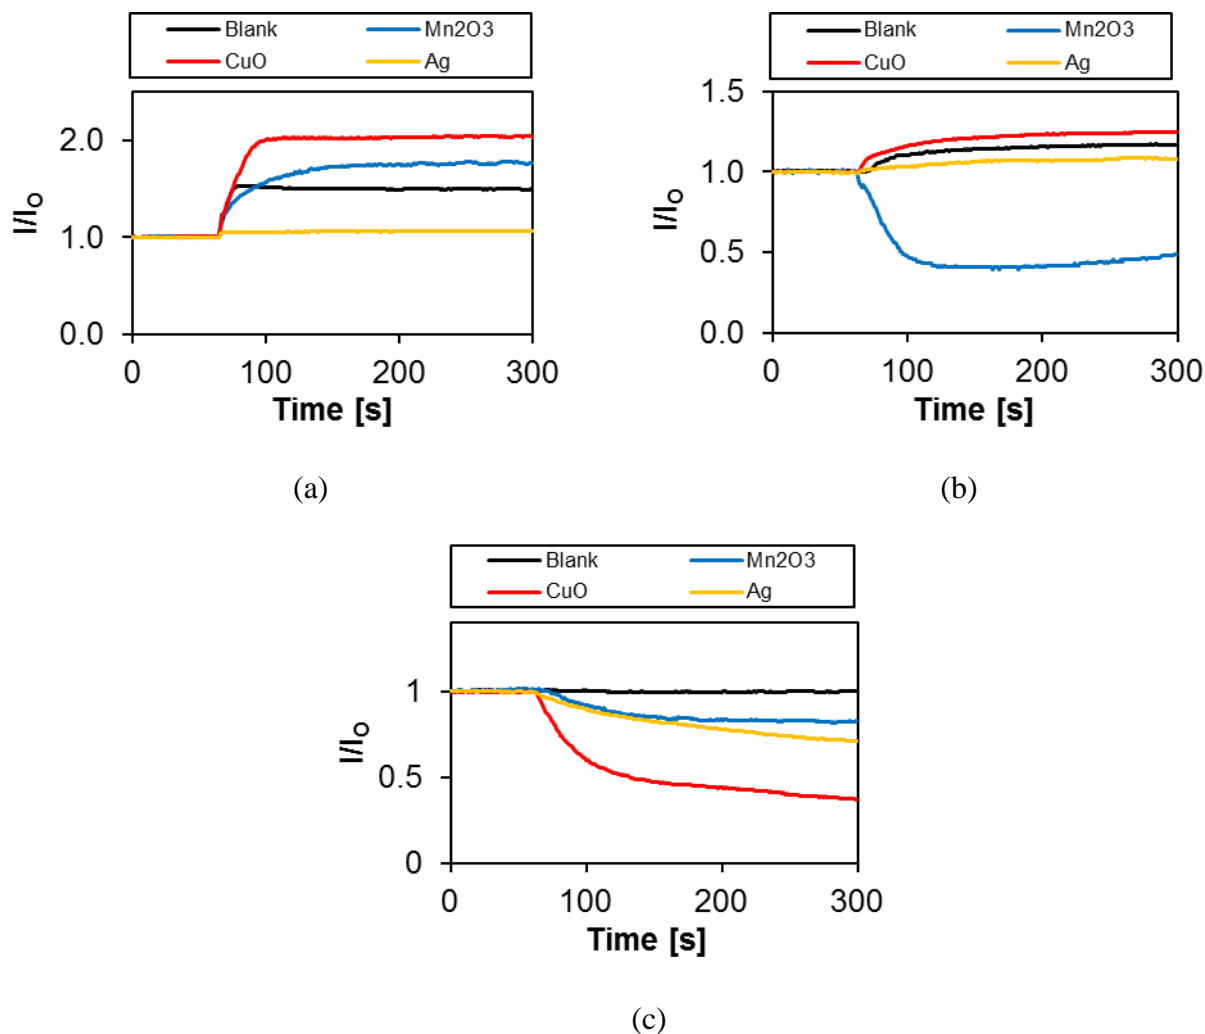 Blank Mn2O3
CuO Ag
2.0
1.0
0.0
I/IO
0 100 200 300
Time [s]
(a)
Blank Mn2O3
CuO Ag
1.5
1.0
0.5
0.0
I/IO
0 100 200 300
Time [s]
(b)
Blank Mn2O3
CuO Ag
1
0.5
0
I/IO
0 100 200 300
Time [s]
(c)